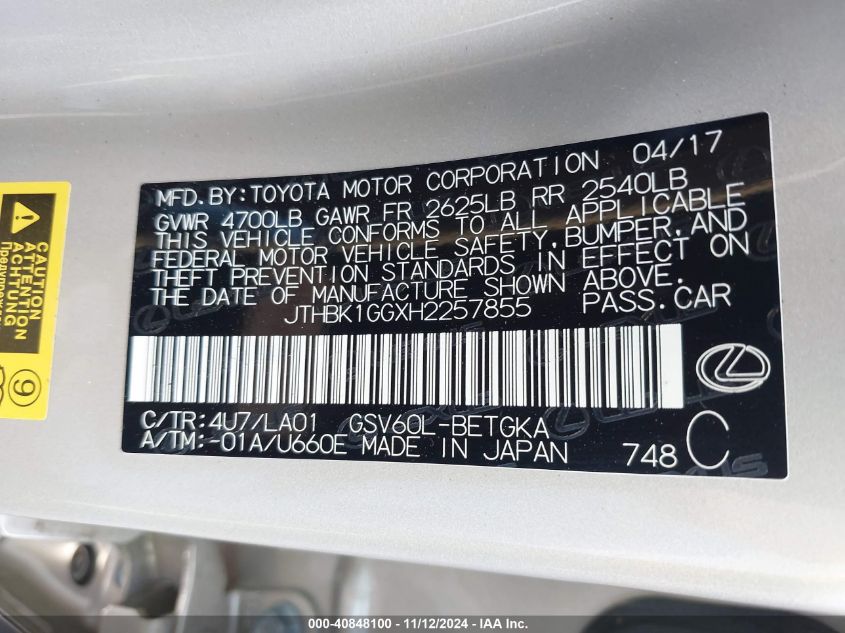 MFD. BY: TOYOTA MOTOR CORPORATION 04/17
GVWR 4700LB GAWR FR 2625LB RR 2540LB
THIS VEHICLE CONFORMS TO ALL APPLICABLE
FEDERAL MOTOR VEHICLE SAFETY, BUMPER, AND
THEFT PREVENTION STANDARDS IN EFFECT ON
THE DATE OF MANUFACTURE SHOWN ABOVE.
JTHBK1GGXH2257855 PASS. CAR
C/TR: 4U7/LA01 GSV60L-BETGKA
A/TM: -01A/U660E MADE IN JAPAN 748 C
CAUTION
ATTENTION
ACHTUNG
9
000-40848100 - 11/12/2024 - IAA Inc.